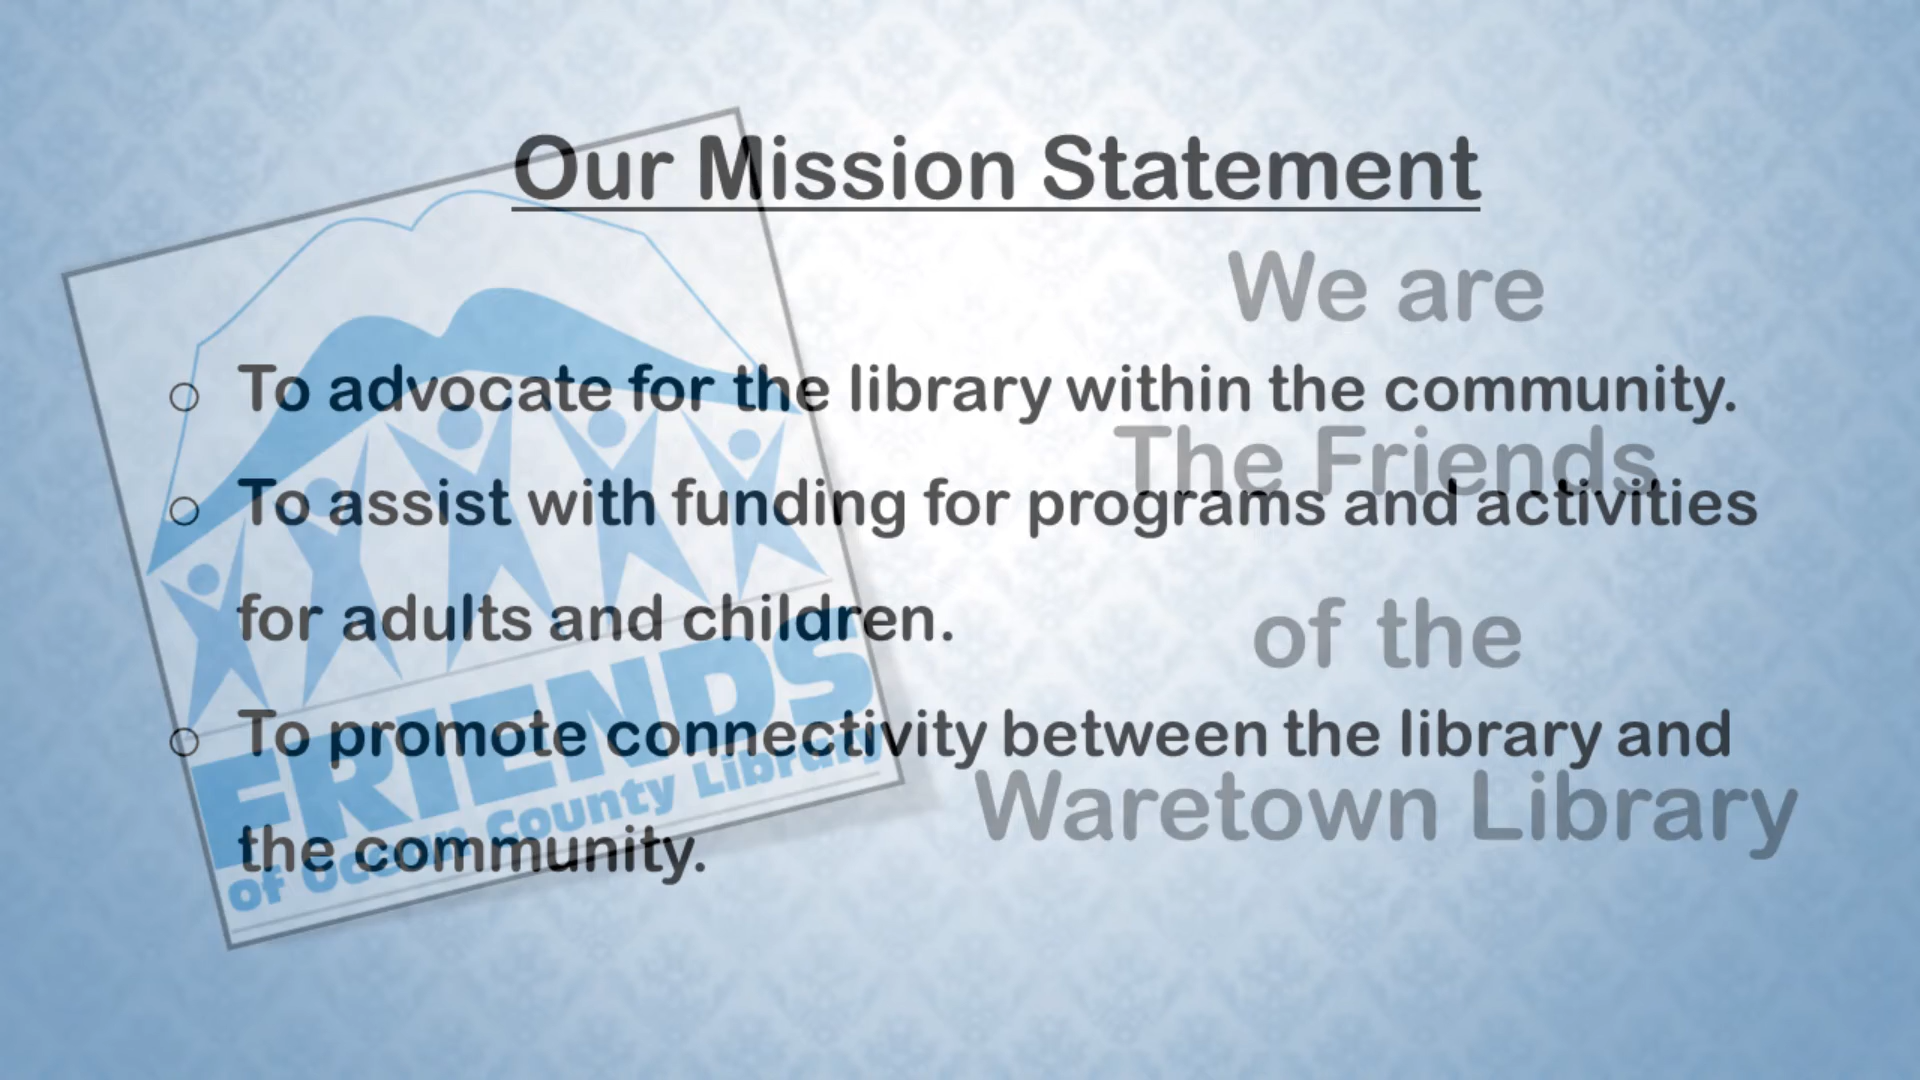 Our Mission Statement
We are
To advocate for the library within the community.
The Friends
To assist with funding for programs and activities
for adults and children.
of the
To promote connectivity between the library and
Waretown Library
the community.
FRIENDS
of Ocean County Library